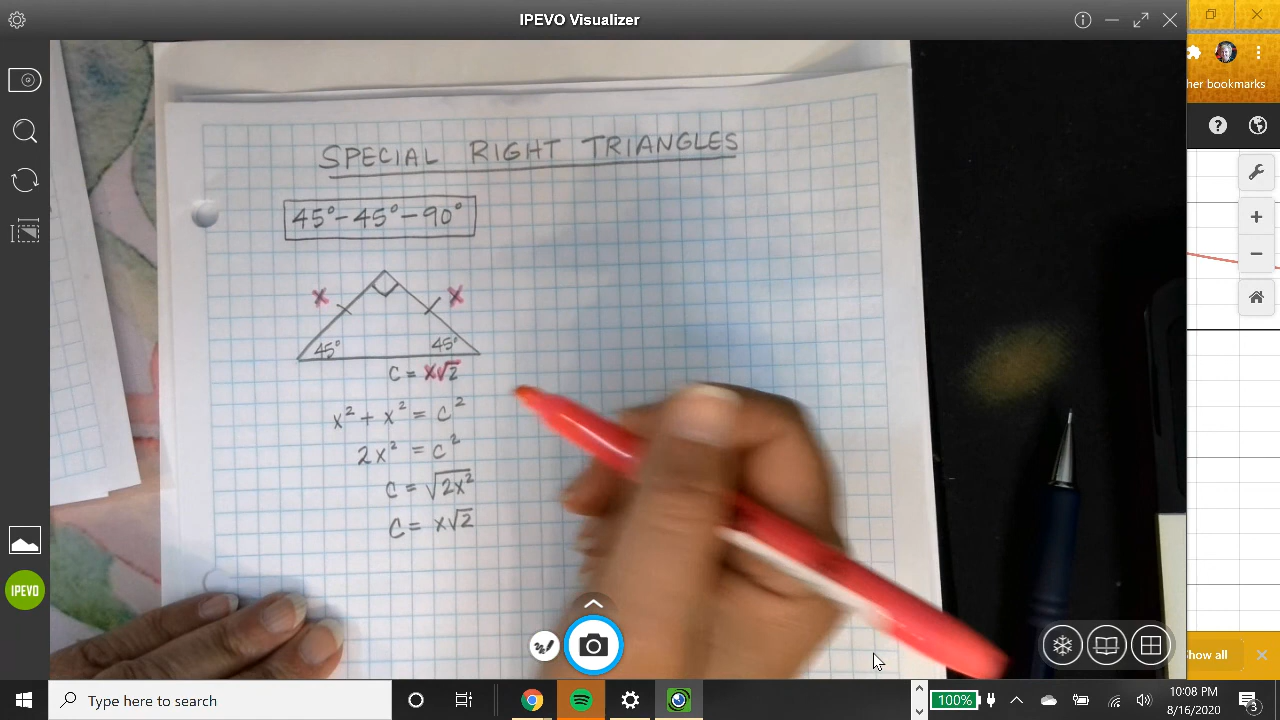 IPEVO Visualizer
her bookmarks
SPECIAL RIGHT TRIANGLES
45°-45°-90°
x x
45° 45°
C = x√2
x² + x² = c²
2x² = c²
c = √2x²
C = x√2
IPEVO
Show all
Type here to search
100%
10:08 PM
8/16/2020
3